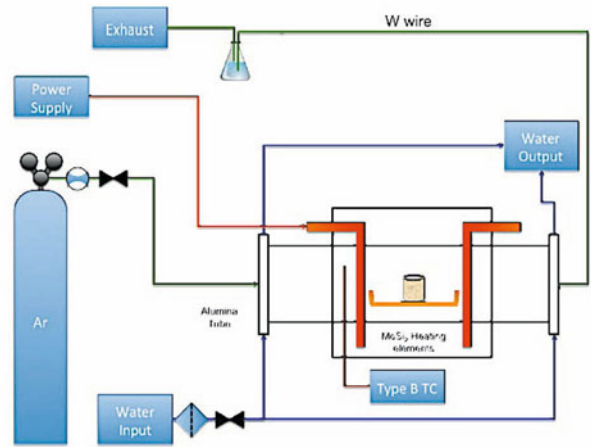 Exhaust
W wire
Power
Supply
Water
Output
Ar
Alumina
tube
MoSi₂ Heating
elements
Type B TC
Water
Input